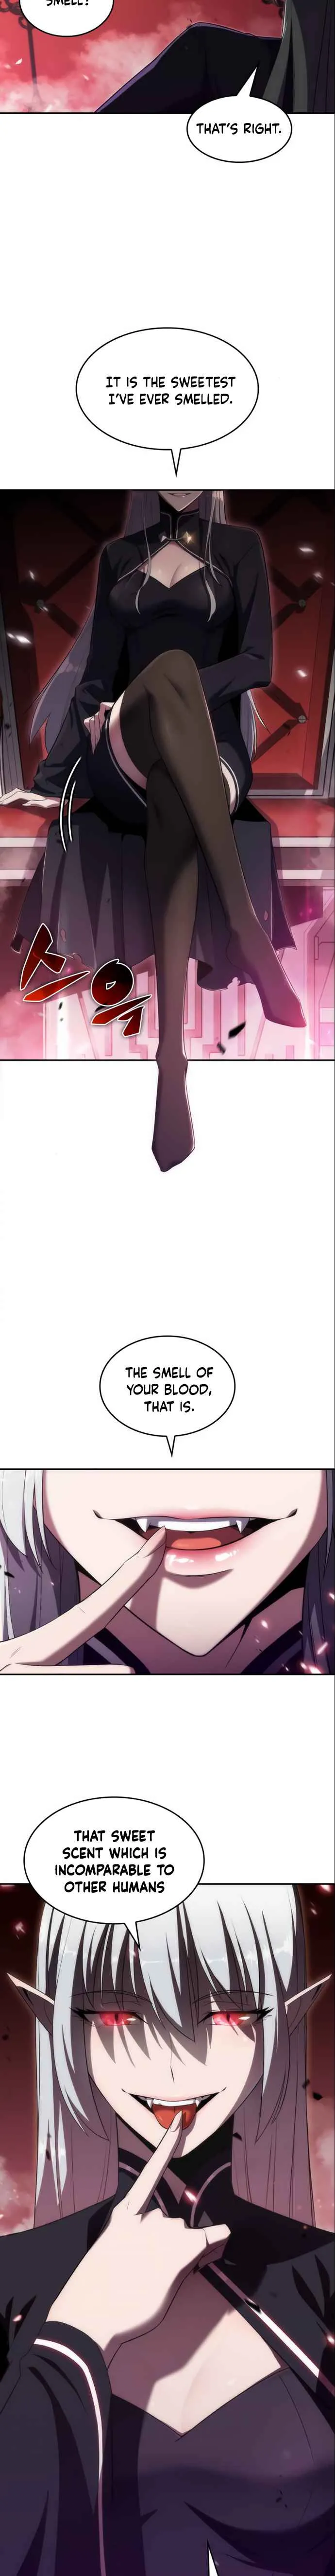 SMELL?
THAT'S RIGHT.
IT IS THE SWEETEST
I'VE EVER SMELLED.
스윽
THE SMELL OF
YOUR BLOOD,
THAT IS.
THAT SWEET
SCENT WHICH IS
INCOMPARABLE TO
OTHER HUMANS